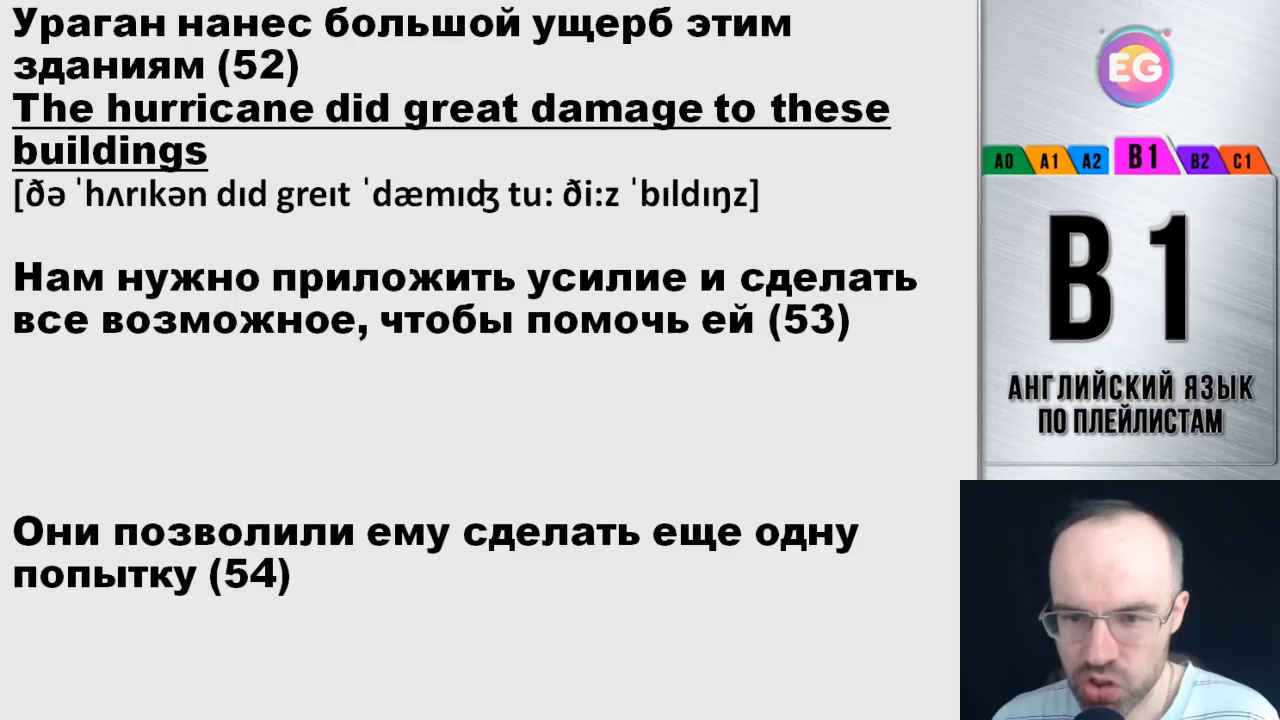 Ураган нанес большой ущерб этим
зданиям (52)
The hurricane did great damage to these
buildings
[ðə ˈhʌrɪkən dɪd greɪt ˈdæmɪʤ tu: ði:z ˈbɪldɪŋz]
Нам нужно приложить усилие и сделать
все возможное, чтобы помочь ей (53)
Они позволили ему сделать еще одну
попытку (54)
EG
A0 A1 A2 B1 B2 C1
B1
АНГЛИЙСКИЙ ЯЗЫК
ПО ПЛЕЙЛИСТАМ